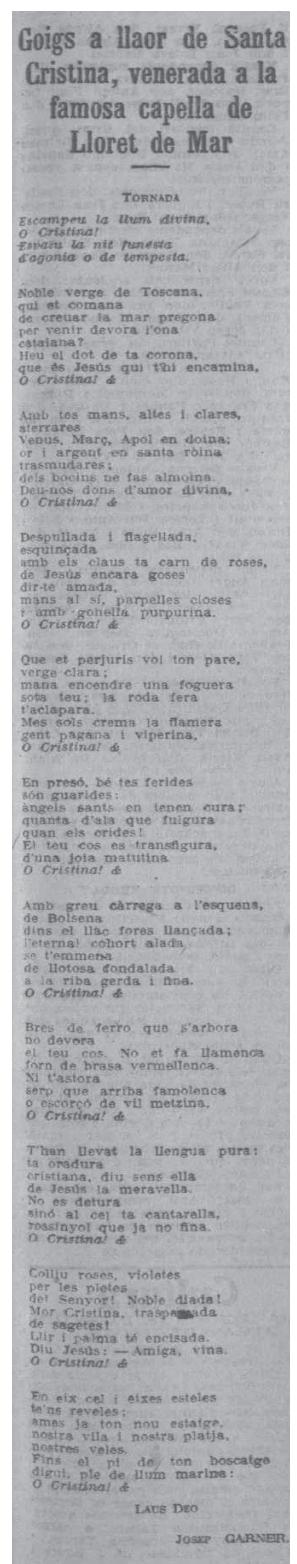 Goigs a llaor de Santa
Cristina, venerada a la
famosa capella de
Lloret de Mar
TORNADA
Escampeu la llum divina,
O Cristina!
Esvaïu la nit funesta
d'agonia o de tempesta.
Noble verge de Toscana,
qui et comana
de creuar la mar pregona
per venir devora l'ona
catalana?
Heu el dot de ta corona,
que és Jesús qui t'hi encamina,
O Cristina! &
Amb tes mans, altes i clares,
aterrares
Venus, Març, Apol en doina;
or i argent en santa ròina
trasmudares;
dels bocins ne fas almoina.
Deu-nos dons d'amor divina,
O Cristina! &
Despullada i flagellada,
esquinçada
amb els claus ta carn de roses,
de Jesús encara goses
dir-te amada,
mans al sí, parpelles closes
i amb gonella purpurina.
O Cristina! &
Que et perjuris vol ton pare,
verge clara;
mana encendre una foguera
sota teu; la roda fera
t'aclapara.
Mes sols crema la flamera
gent pagana i viperina.
O Cristina! &
En presó, bé tes ferides
són guarides:
àngels sants en tenen cura;
quanta d'ala que fulgura
quan els crides!
El teu cos es transfigura,
d'una joia matutina
O Cristina! &
Amb greu càrrega a l'esquena,
de Bolsena
dins el llac fores llançada;
l'eternal cohort alada
se t'emmena
de llotosa fondalada
a la riba gerda i fina.
O Cristina! &
Bres de ferro que s'arbora
no devora
el teu cos. No et fa llamenca
forn de brasa vermellenca.
Ni t'astora
serp que arriba famolenca
o escorçó de vil metzina,
O Cristina! &
T'han llevat la llengua pura:
ta oradura
cristiana, diu sens ella
de Jesús la meravella.
No es detura
sinó al cel ta cantarella,
rossinyol que ja no fina.
O Cristina! &
Colliu roses, violetes
per les pletes
del Senyor! Noble diada!
Mor Cristina, traspassada
de sagetes!
Llir i palma té encisada.
Diu Jesús: — Amiga, vina.
O Cristina! &
En eix cel i eixes esteles
te'ns reveles;
ames ja ton nou estatge,
nostra vila i nostra platja,
nostres veles.
Fins el pi de ton boscatge
digui, ple de llum marina:
O Cristina! &
LAUS DEO
JOSEP GARNER.